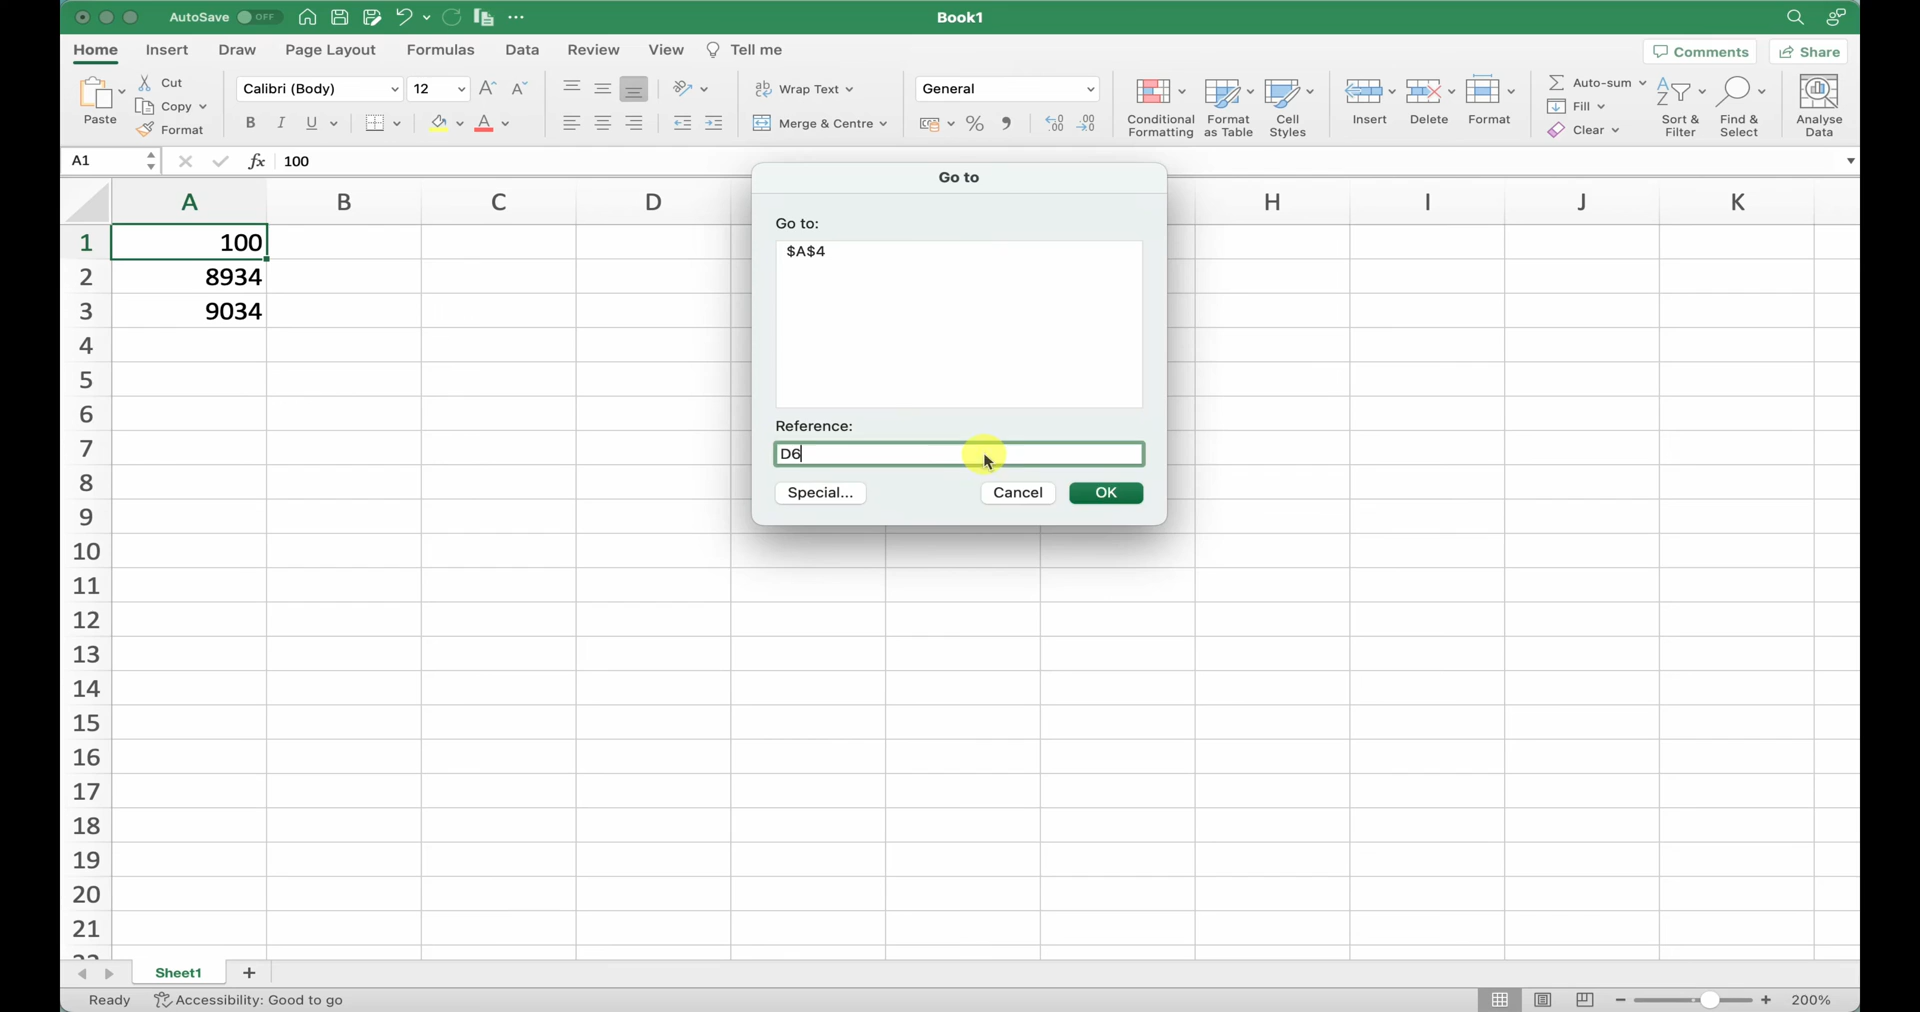 AutoSave OFF Book1
Home Insert Draw Page Layout Formulas Data Review View Tell me Comments Share
Paste Cut Copy Format
Calibri (Body) 12
B I U A
ab Wrap Text
Merge & Centre
General
%
Conditional Formatting
Format as Table
Cell Styles
Insert Delete Format
Auto-sum
Fill
Clear
Sort & Filter
Find & Select
Analyse Data
A1 fx 100
A B C D H I J K
1 100
2 8934
3 9034
4
5
6
7
8
9
10
11
12
13
14
15
16
17
18
19
20
21
22
Go to
Go to:
$A$4
Reference:
D6
Special... Cancel OK
Sheet1 +
Ready Accessibility: Good to go 200%